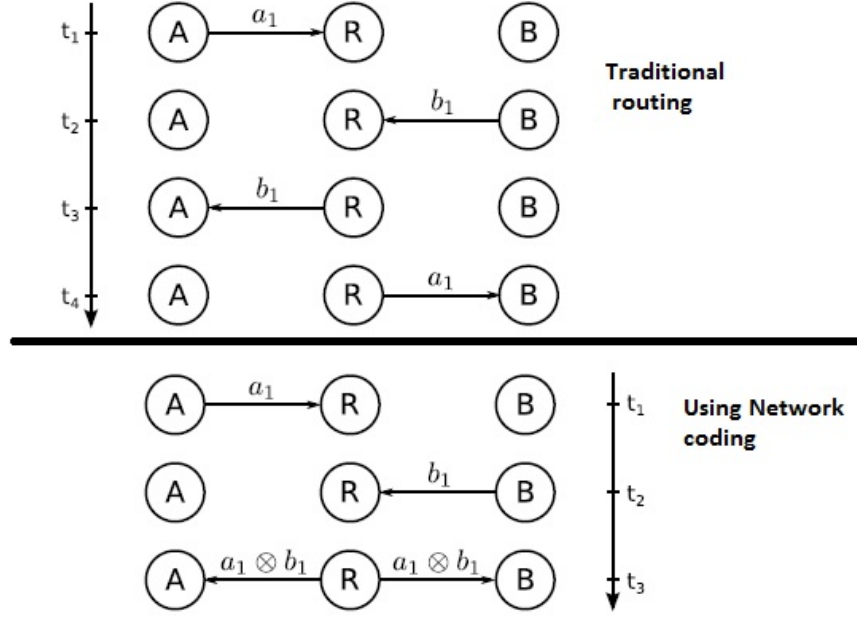 t₁ A a₁ R B
Traditional
routing
t₂ A R b₁ B
t₃ A b₁ R B
t₄ A R a₁ B
A a₁ R B t₁
Using Network
coding
A R b₁ B t₂
A a₁ ⊗ b₁ R a₁ ⊗ b₁ B t₃